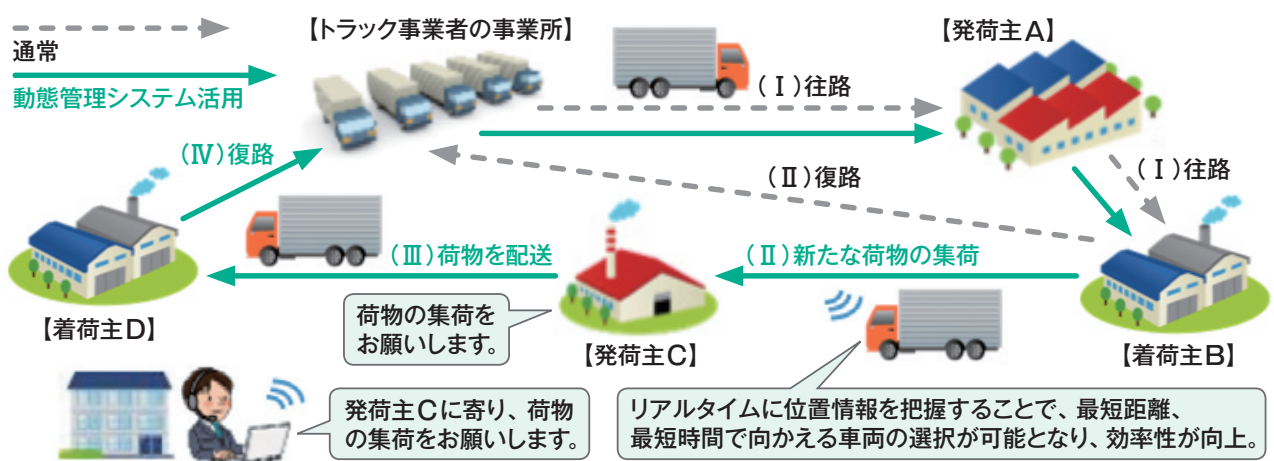 通常
動態管理システム活用
【トラック事業者の事業所】
(Ⅰ)往路
【発荷主A】
(Ⅰ)往路
(Ⅱ)復路
(Ⅳ)復路
(Ⅲ)荷物を配送
(Ⅱ)新たな荷物の集荷
【着荷主D】
荷物の集荷を
お願いします。
【発荷主C】
【着荷主B】
発荷主Cに寄り、荷物
の集荷をお願いします。
リアルタイムに位置情報を把握することで、最短距離、
最短時間で向かえる車両の選択が可能となり、効率性が向上。